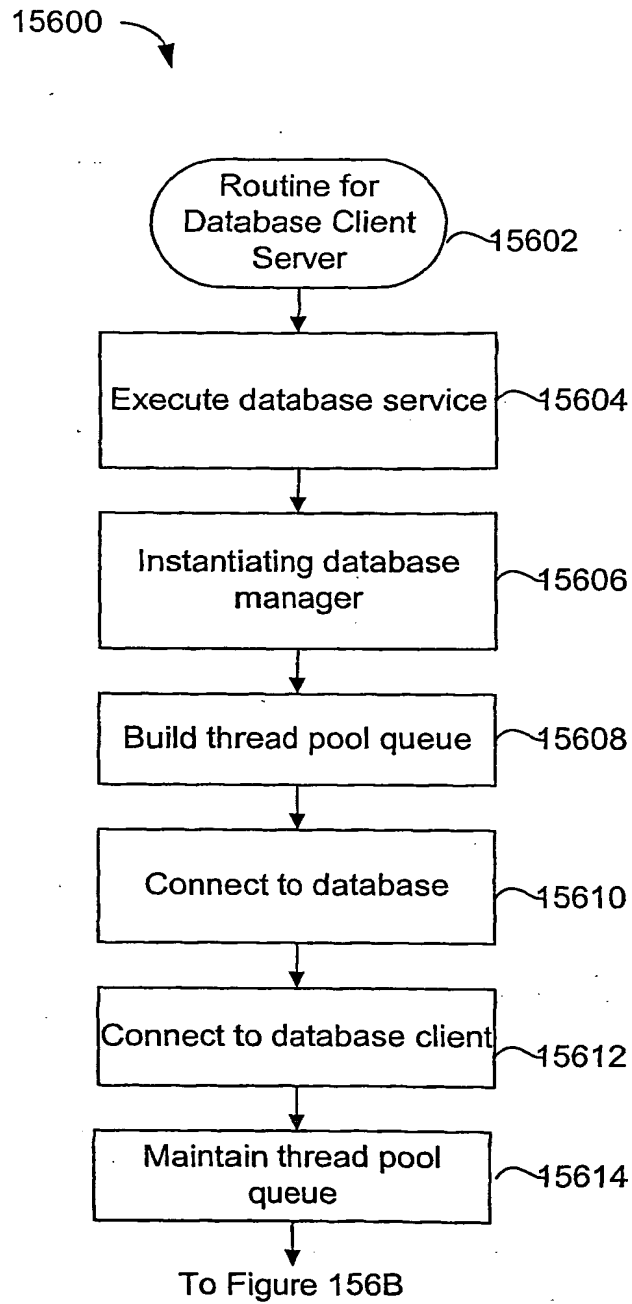 15600
Routine for
Database Client
Server
15602
Execute database service
15604
Instantiating database
manager
15606
Build thread pool queue
15608
Connect to database
15610
Connect to database client
15612
Maintain thread pool
queue
15614
To Figure 156B